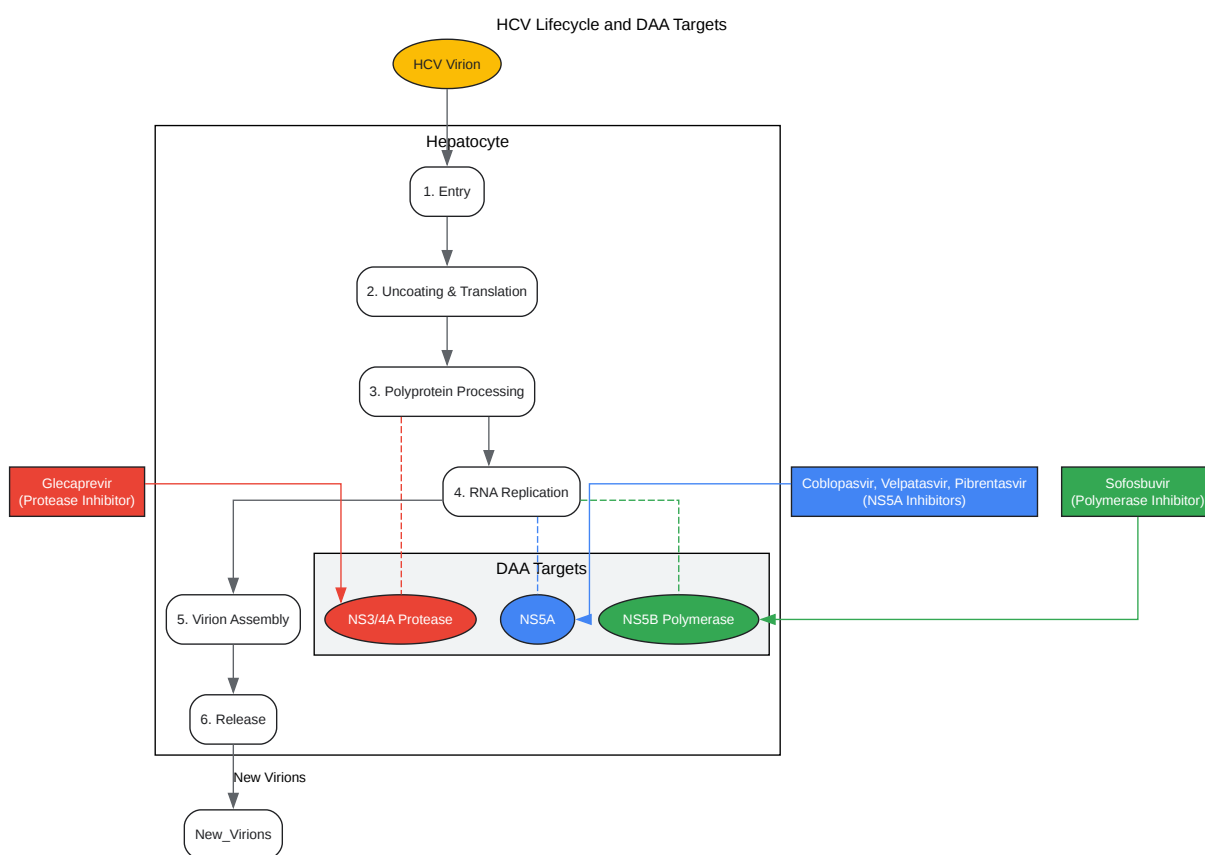 HCV Lifecycle and DAA Targets
HCV Virion
Hepatocyte
1. Entry
2. Uncoating & Translation
3. Polyprotein Processing
Glecaprevir
(Protease Inhibitor)
4. RNA Replication
Coblopasvir, Velpatasvir, Pibrentasvir
(NS5A Inhibitors)
Sofosbuvir
(Polymerase Inhibitor)
DAA Targets
5. Virion Assembly
NS3/4A Protease
NS5A
NS5B Polymerase
6. Release
New Virions
New_Virions